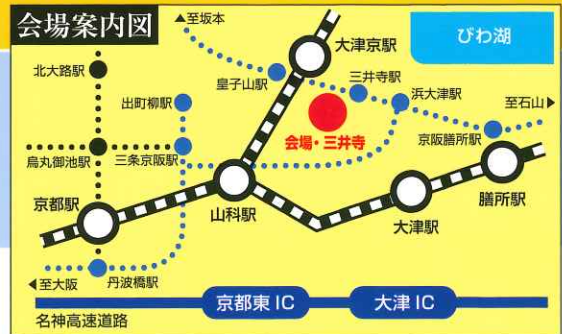 会場案内図
▲至坂本
大津京駅
びわ湖
北大路駅
皇子山駅
三井寺駅
出町柳駅
浜大津駅
至石山▶
会場・三井寺
京阪膳所駅
烏丸御池駅
三条京阪駅
京都駅
山科駅
大津駅
膳所駅
◀至大阪
丹波橋駅
京都東 IC
大津 IC
名神高速道路